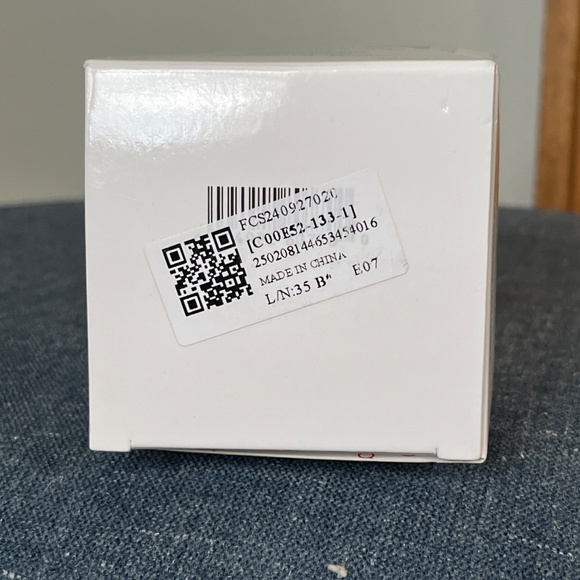 FCS240927020
[C00E52-133-1]
250208144653454016
MADE IN CHINA
L/N:35 B* E07